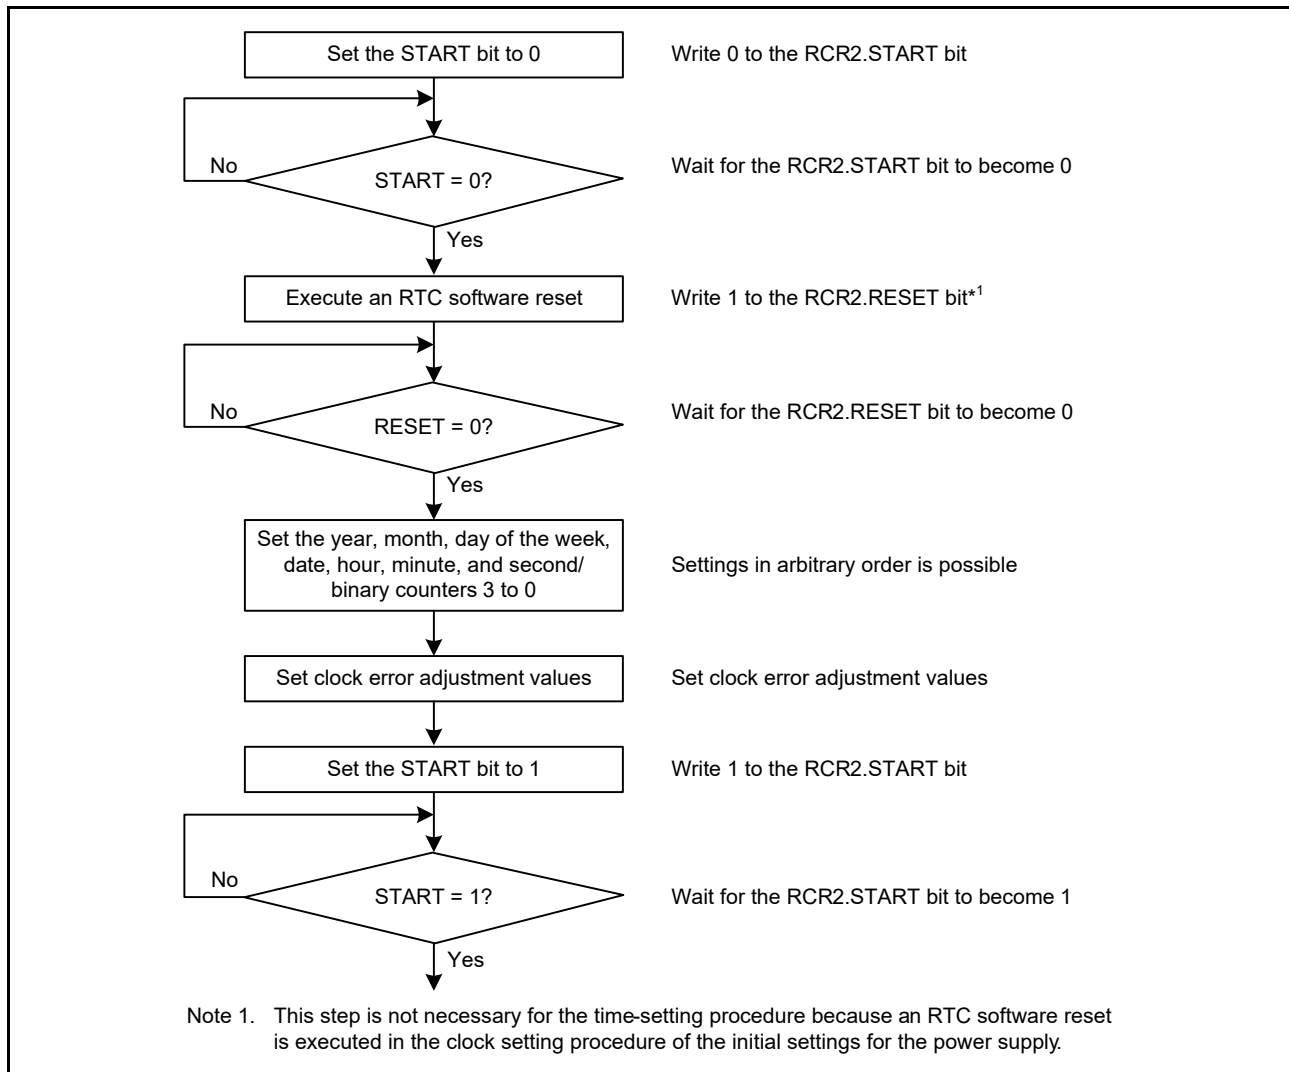 Set the START bit to 0
Write 0 to the RCR2.START bit
No
START = 0?
Wait for the RCR2.START bit to become 0
Yes
Execute an RTC software reset
Write 1 to the RCR2.RESET bit*1
No
RESET = 0?
Wait for the RCR2.RESET bit to become 0
Yes
Set the year, month, day of the week,
date, hour, minute, and second/
binary counters 3 to 0
Settings in arbitrary order is possible
Set clock error adjustment values
Set clock error adjustment values
Set the START bit to 1
Write 1 to the RCR2.START bit
No
START = 1?
Wait for the RCR2.START bit to become 1
Yes
Note 1. This step is not necessary for the time-setting procedure because an RTC software reset
is executed in the clock setting procedure of the initial settings for the power supply.